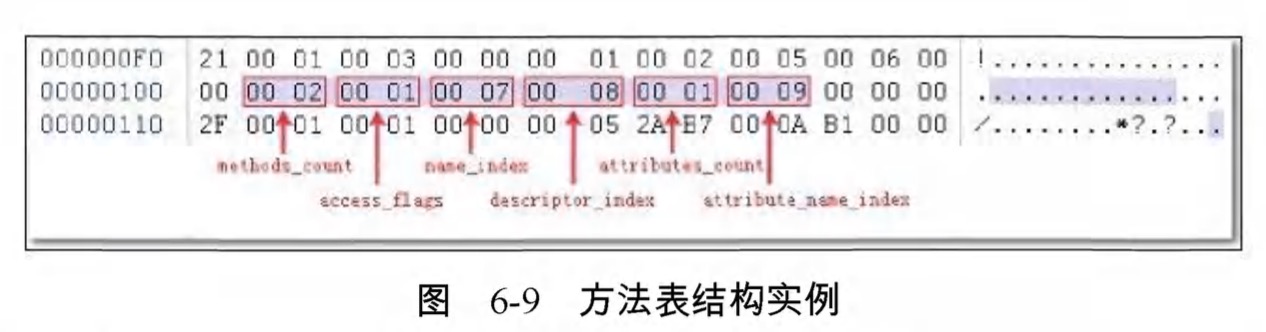 000000F0 21 00 01 00 03 00 00 00 01 00 02 00 05 00 06 00 !...............
00000100 00 00 02 00 01 00 07 00 08 00 01 00 09 00 00 00 ................
00000110 2F 00 01 00 01 00 00 00 05 2A B7 00 0A B1 00 00 /........*?.?...
methods_count name_index attributes_count
access_flags descriptor_index attribute_name_index
图 6-9 方法表结构实例